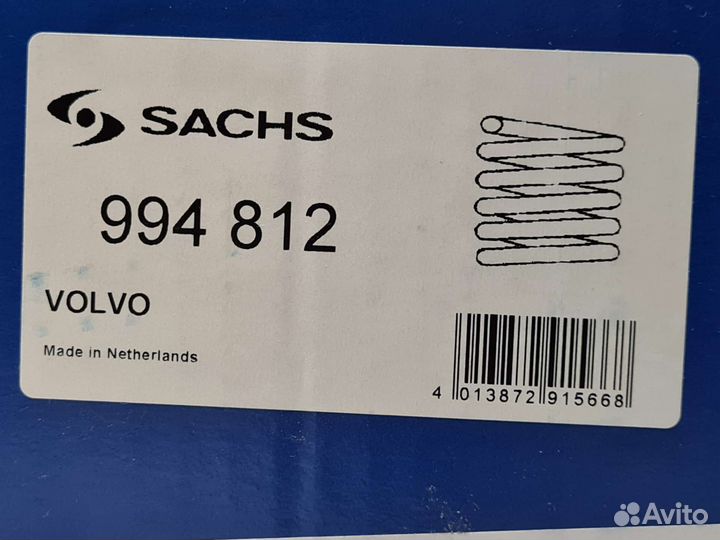 SACHS
994 812
VOLVO
Made in Netherlands
4 013872 915668
Avito